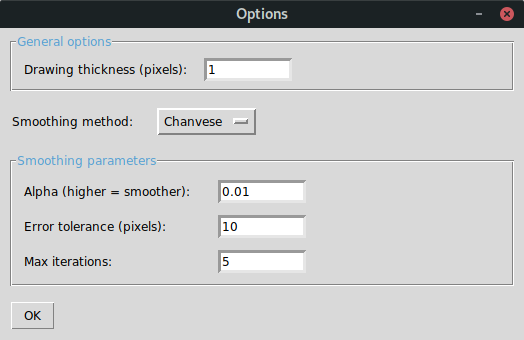 Options
General options
Drawing thickness (pixels): 1
Smoothing method: Chanvese
Smoothing parameters
Alpha (higher = smoother): 0.01
Error tolerance (pixels): 10
Max iterations: 5
OK